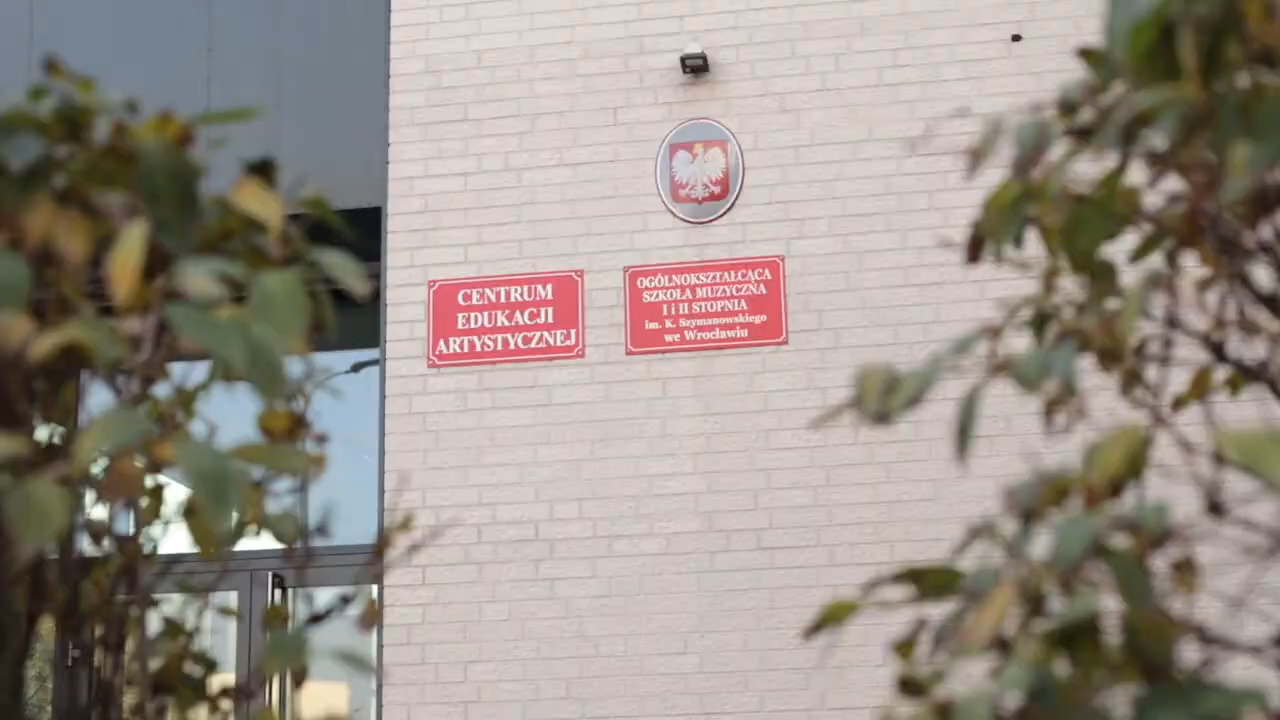 CENTRUM
EDUKACJI
ARTYSTYCZNEJ
OGÓLNOKSZTAŁCĄCA
SZKOŁA MUZYCZNA
I i II STOPNIA
im. K. Szymanowskiego
we Wrocławiu